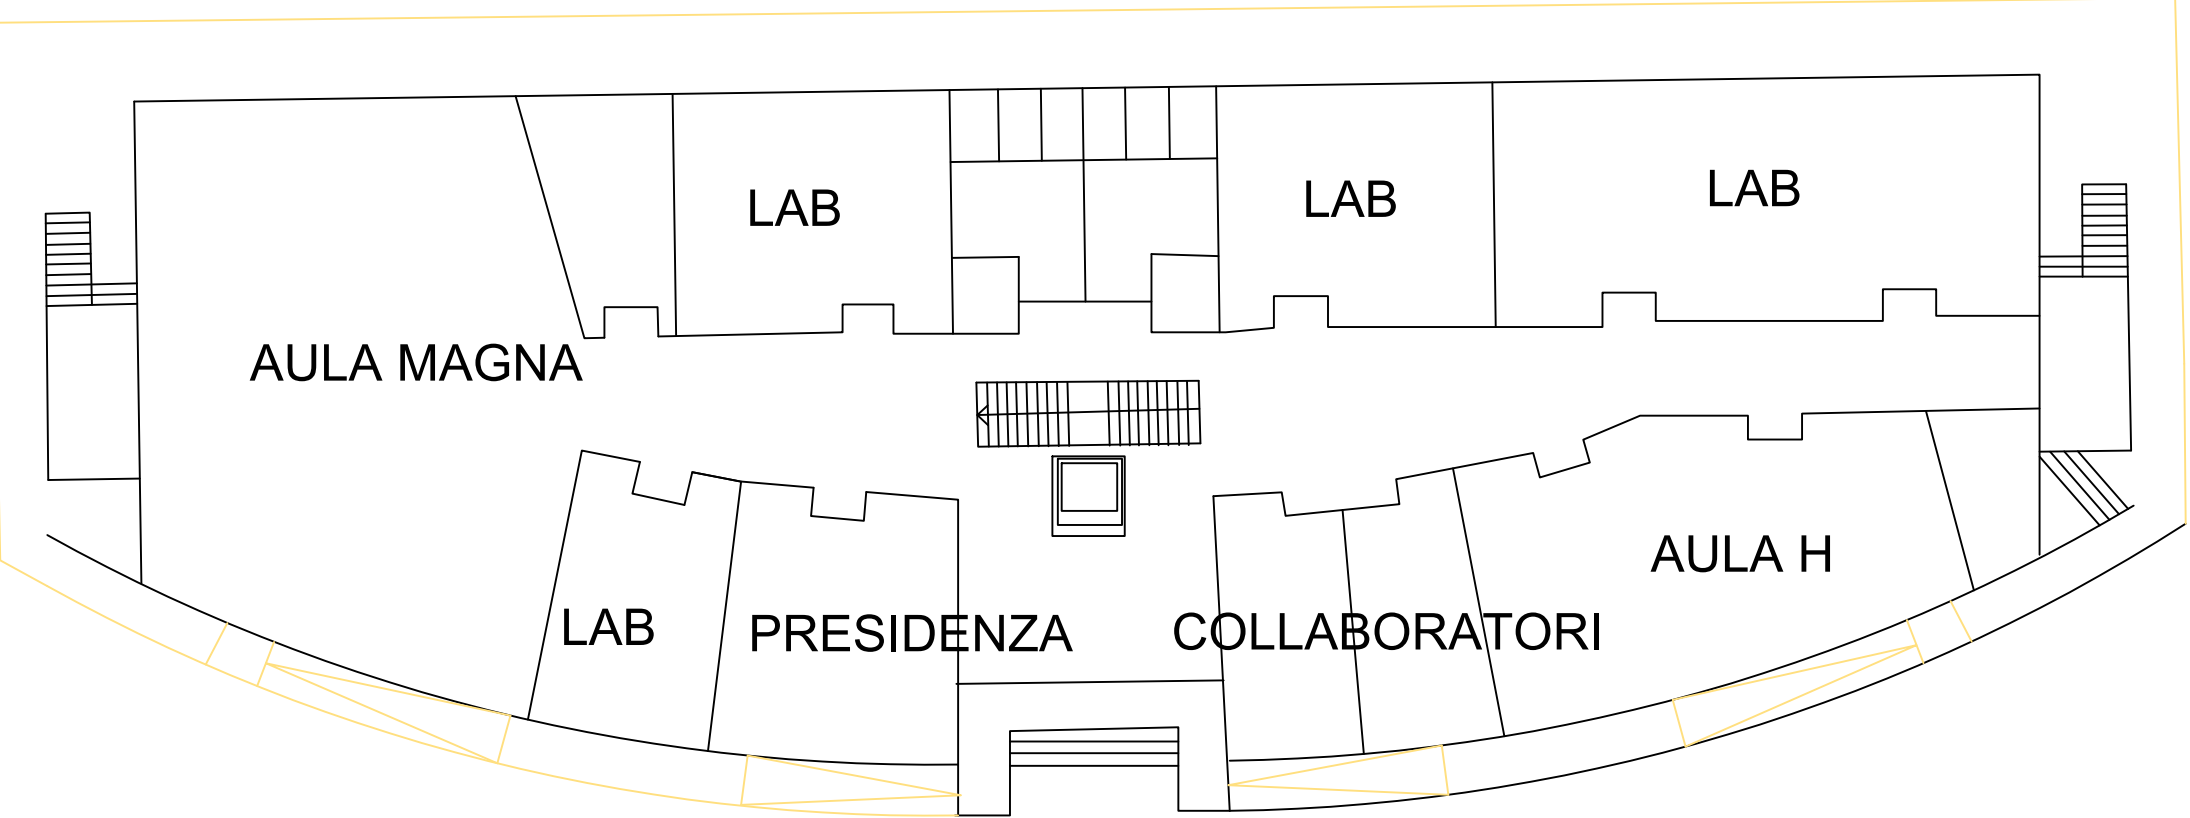 LAB
LAB
LAB
AULA MAGNA
AULA H
LAB
PRESIDENZA
COLLABORATORI